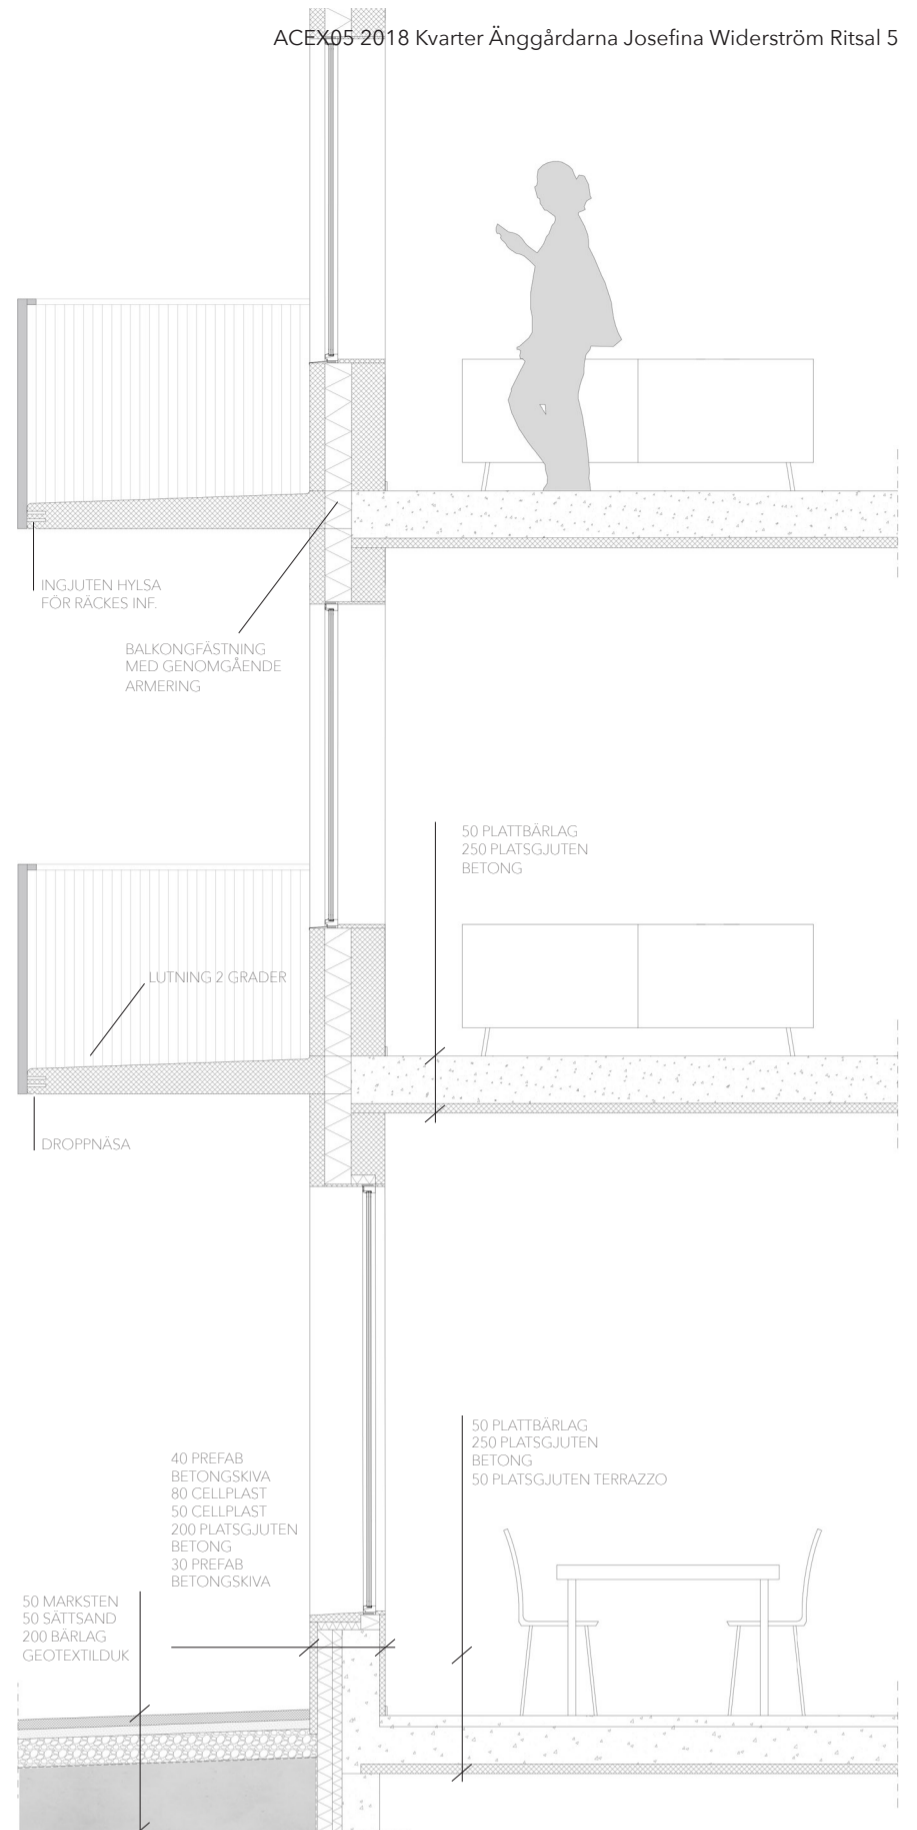 ACEX05 2018 Kvarter Änggårdarna Josefina Widerström Ritsal 5
INGJUTEN HYLSA
FÖR RÄCKES INF.
BALKONGFÄSTNING
MED GENOMGÅENDE
ARMERING
50 PLATTBÄRLAG
250 PLATSGJUTEN
BETONG
LUTNING 2 GRADER
DROPPNÄSA
50 PLATTBÄRLAG
250 PLATSGJUTEN
BETONG
50 PLATSGJUTEN TERRAZZO
40 PREFAB
BETONGSKIVA
80 CELLPLAST
50 CELLPLAST
200 PLATSGJUTEN
BETONG
30 PREFAB
BETONGSKIVA
50 MARKSTEN
50 SÄTTSAND
200 BÄRLAG
GEOTEXTILDUK